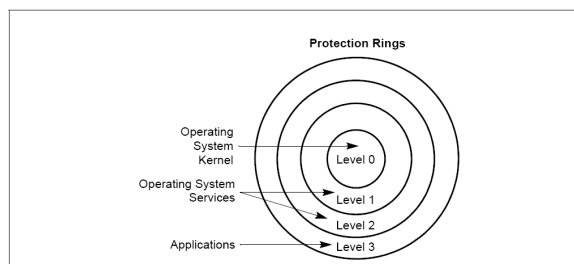 Protection Rings
Operating
System
Kernel
Level 0
Operating System
Services
Level 1
Level 2
Applications
Level 3